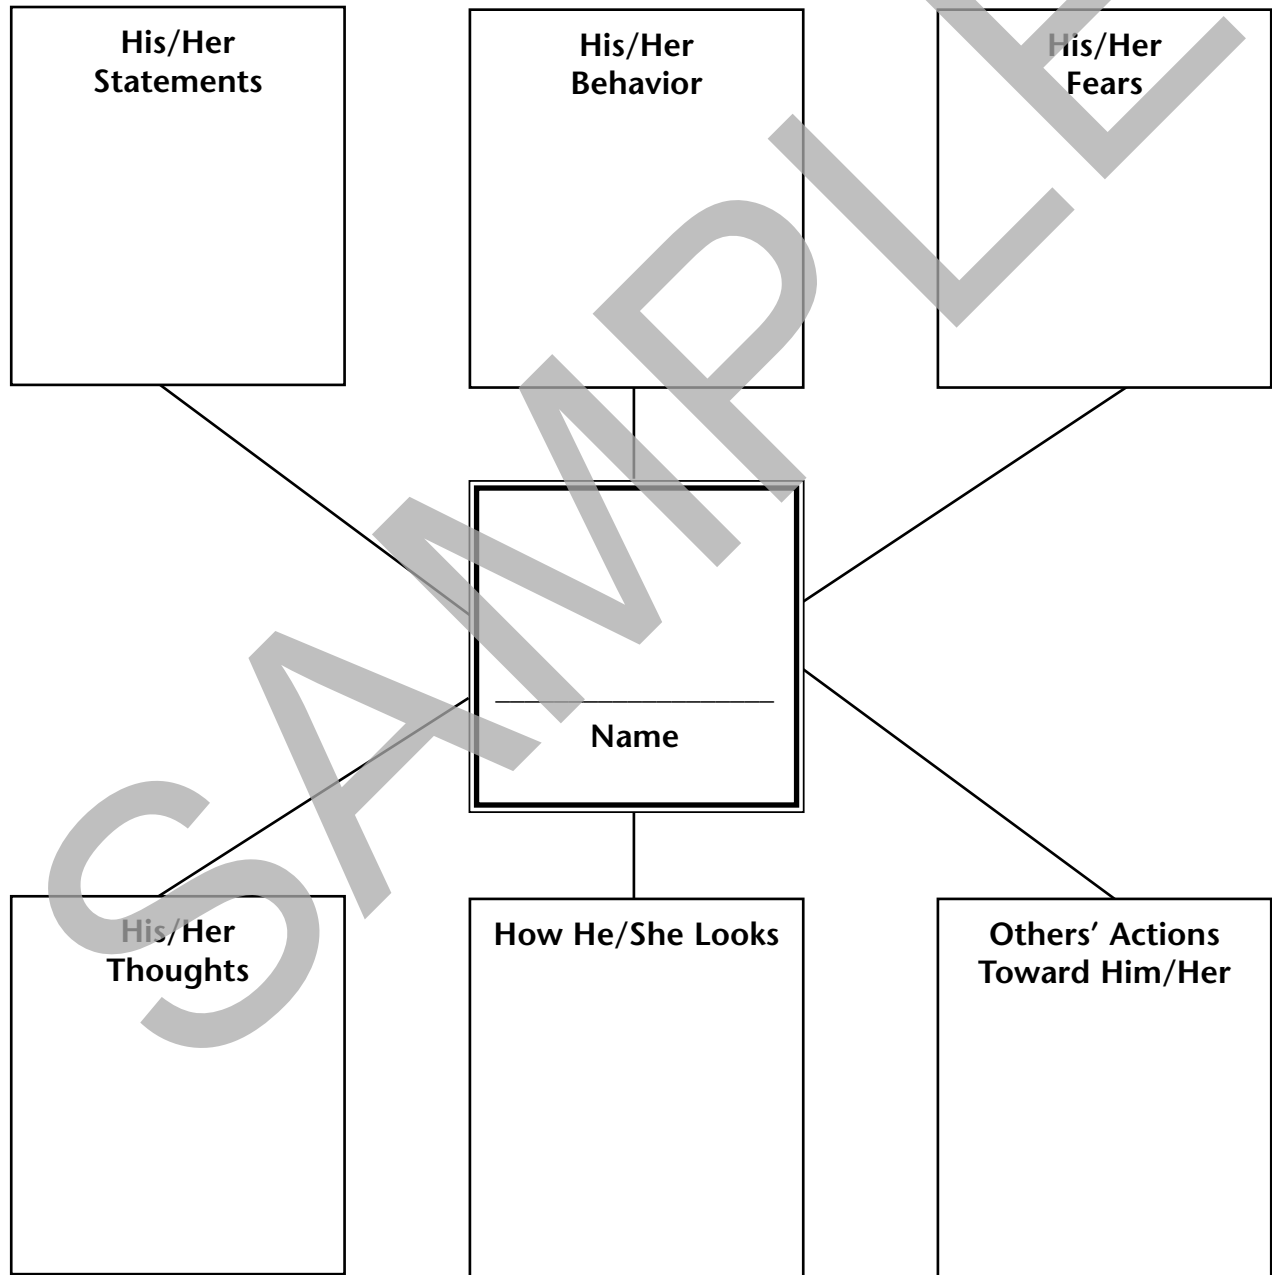 His/Her
Statements
His/Her
Behavior
His/Her
Fears
Name
His/Her
Thoughts
How He/She Looks
Others’ Actions
Toward Him/Her
SAMPLE